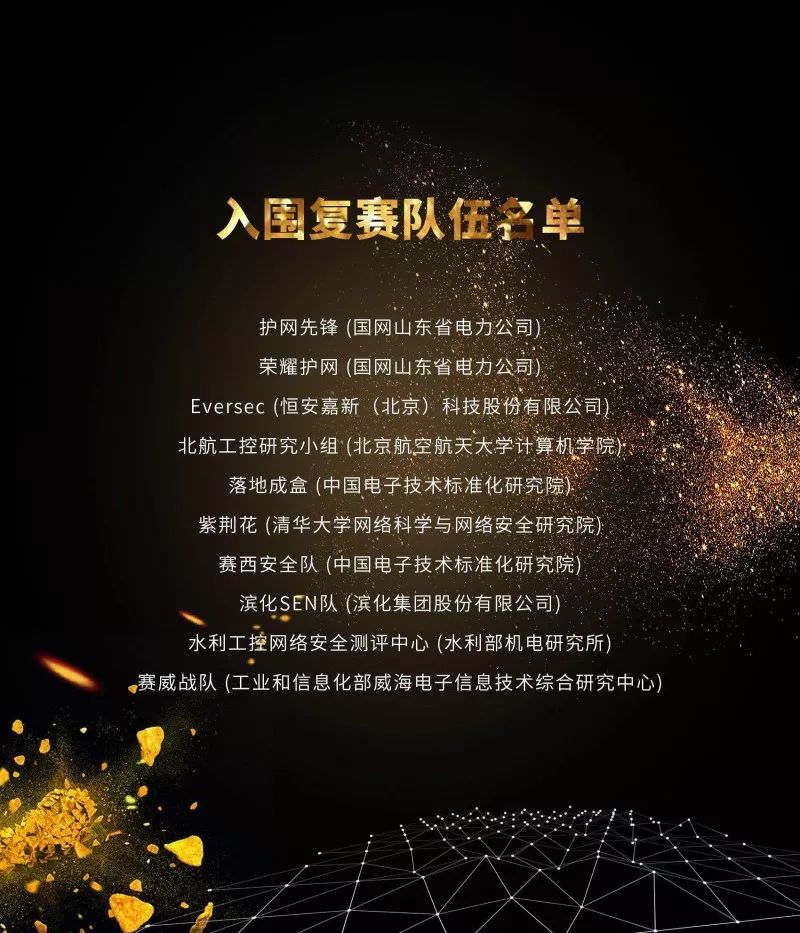 入围复赛队伍名单
护网先锋 (国网山东省电力公司)
荣耀护网 (国网山东省电力公司)
Eversec (恒安嘉新（北京）科技股份有限公司)
北航工控研究小组 (北京航空航天大学计算机学院)
落地成盒 (中国电子技术标准化研究院)
紫荆花 (清华大学网络科学与网络安全研究院)
赛西安全队 (中国电子技术标准化研究院)
滨化SEN队 (滨化集团股份有限公司)
水利工控网络安全测评中心 (水利部机电研究所)
赛威战队 (工业和信息化部威海电子信息技术综合研究中心)